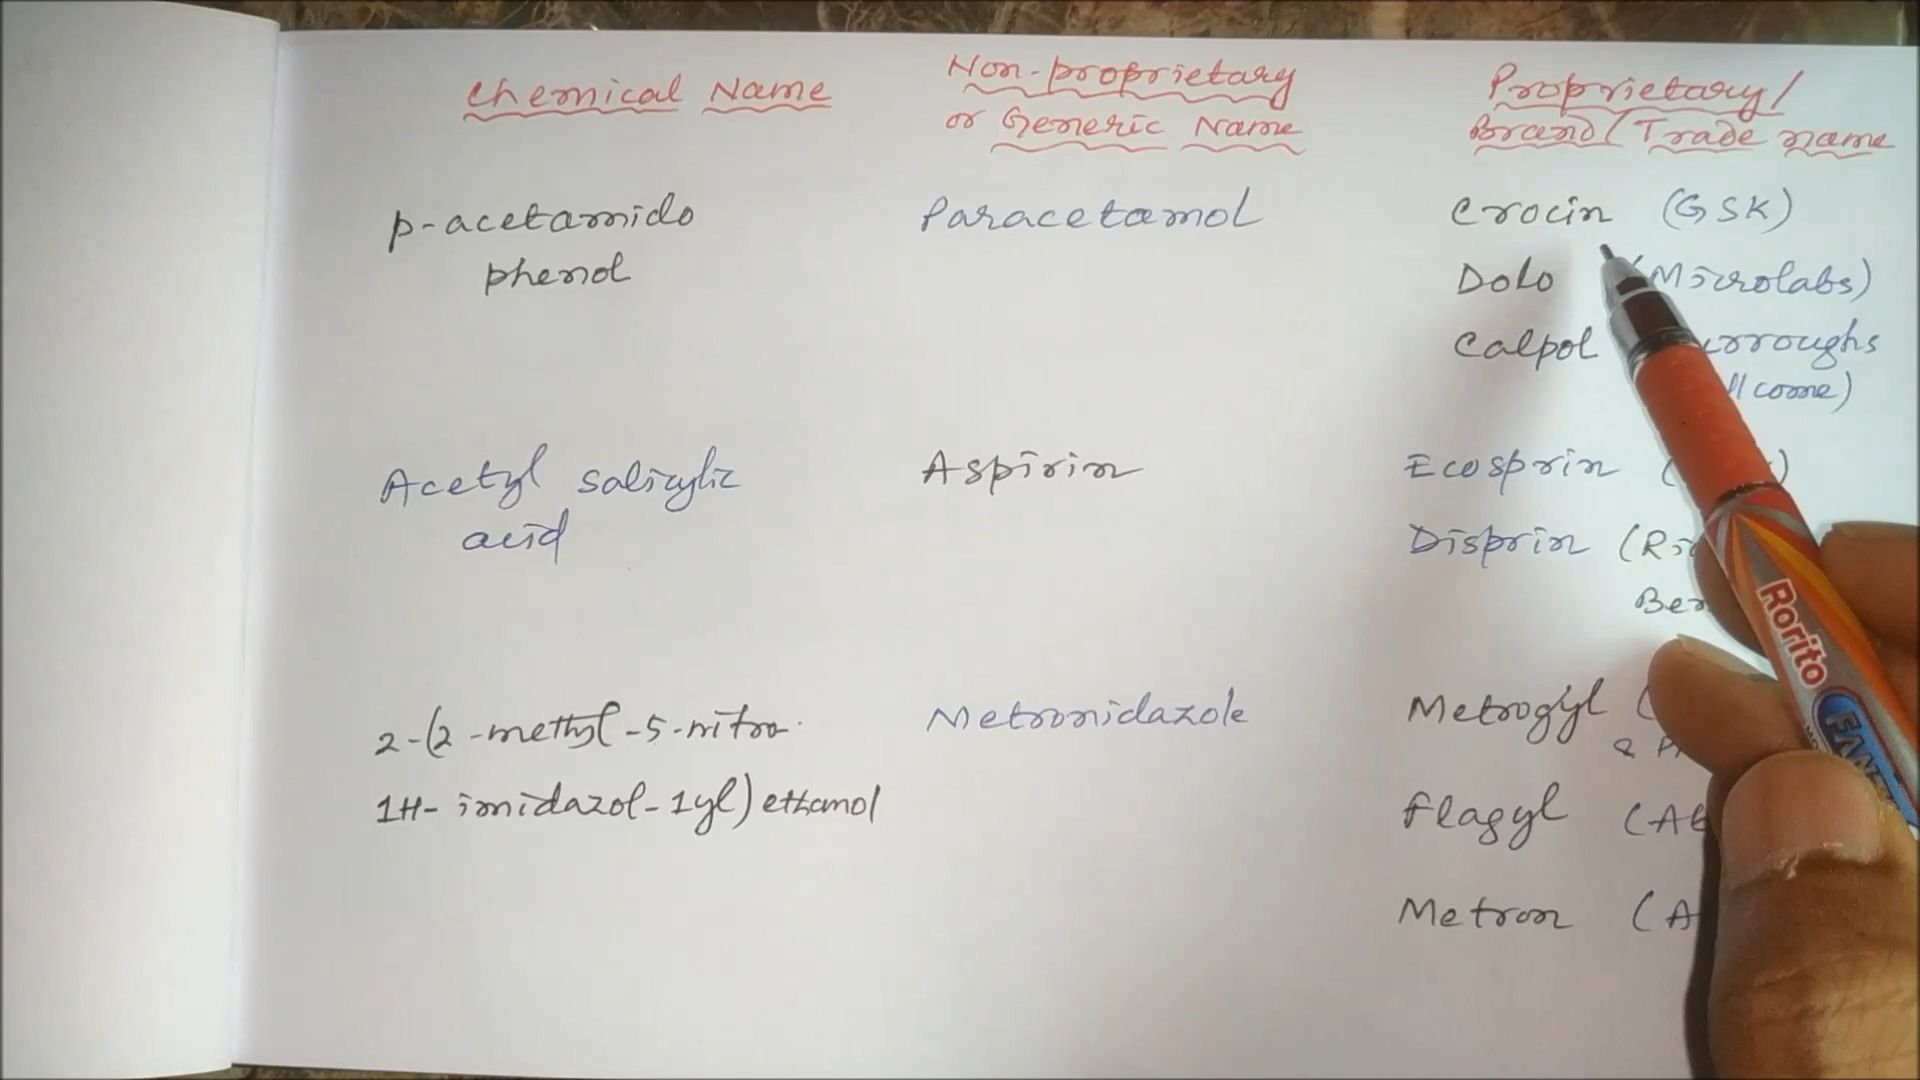 Chemical Name
Non-proprietary
or Generic Name
Proprietary/
Brand/Trade name
p-acetamido
phenol
Paracetamol
Crocin (GSK)
Dolo (Microlabs)
Calpol
Acetyl salicylic
acid
Aspirin
Ecosprin (
Disprin (
2-(2-methyl-5-nitro-
1H-imidazol-1yl) ethanol
Metronidazole
Metrogyl (
&
Flagyl (
Metron (
Rorito